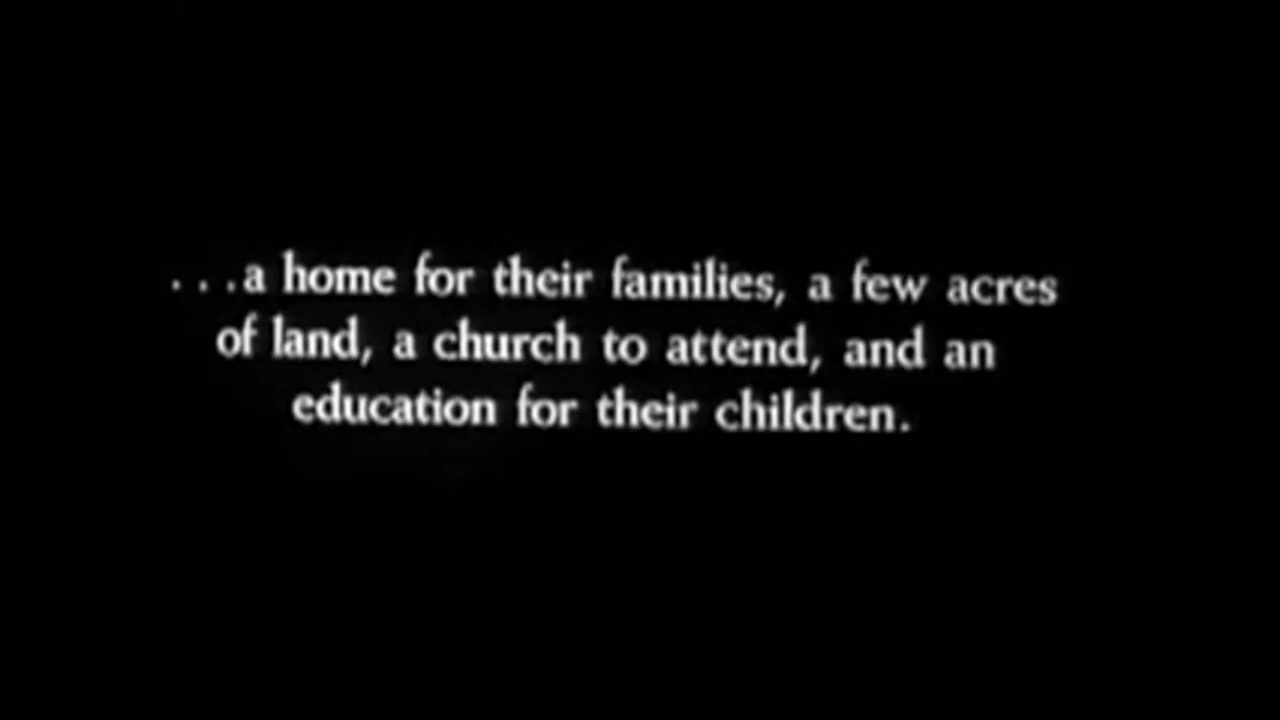 . . .a home for their families, a few acres
of land, a church to attend, and an
education for their children.